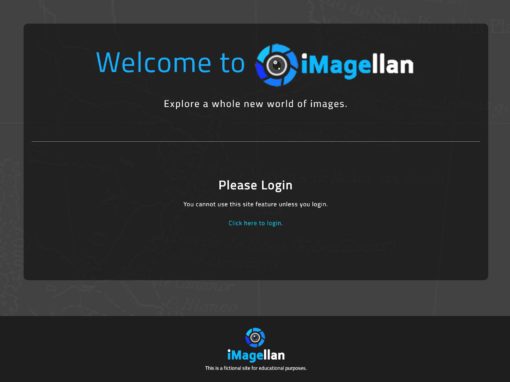 Welcome to iMagellan
Explore a whole new world of images.
Please Login
You cannot use this site feature unless you login.
Click here to login.
iMagellan
This is a fictional site for educational purposes.